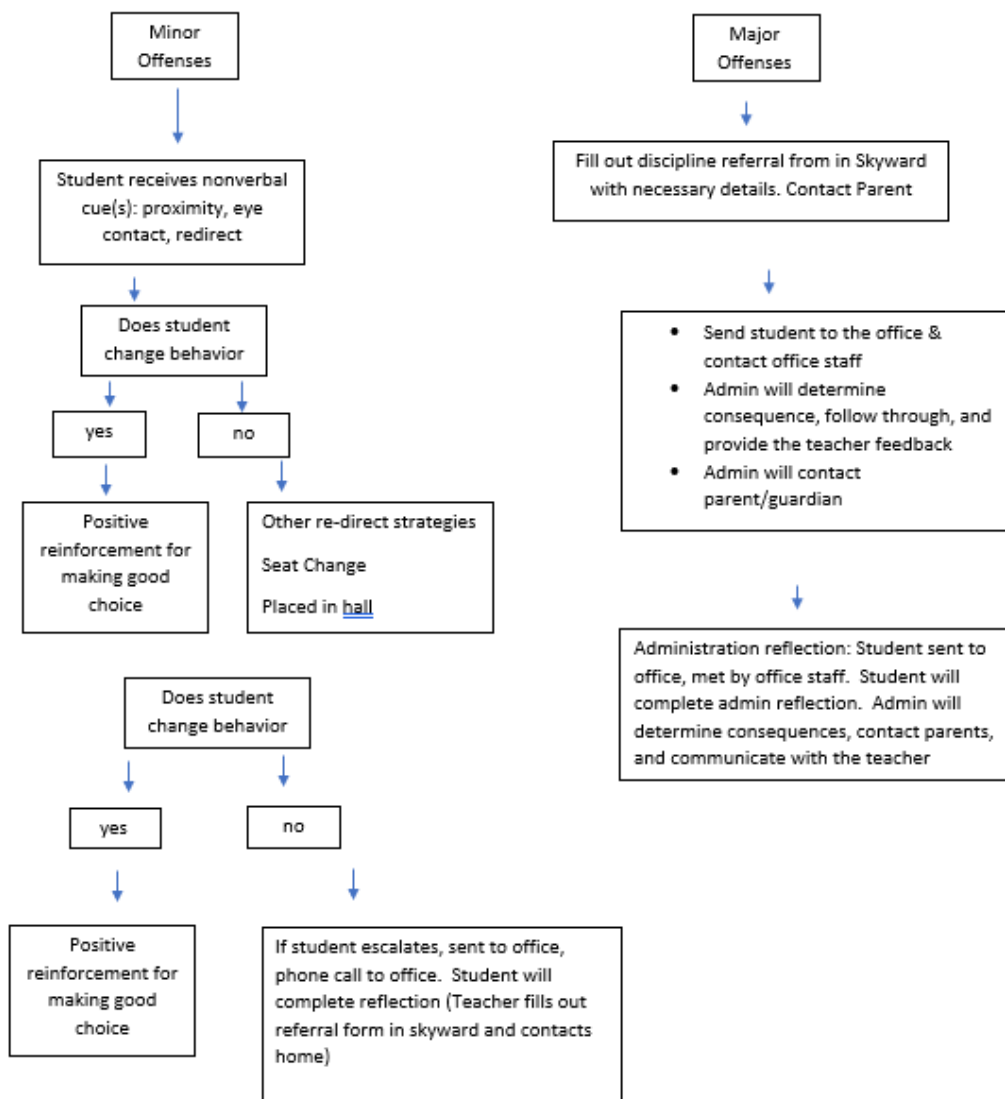 Minor
Offenses
Student receives nonverbal
cue(s): proximity, eye
contact, redirect
Does student
change behavior
yes
no
Positive
reinforcement for
making good
choice
Other re-direct strategies
Seat Change
Placed in hall
Does student
change behavior
yes
no
Positive
reinforcement for
making good
choice
If student escalates, sent to office,
phone call to office.  Student will
complete reflection (Teacher fills out
referral form in skyward and contacts
home)
Major
Offenses
Fill out discipline referral from in Skyward
with necessary details. Contact Parent
• Send student to the office &
contact office staff
• Admin will determine
consequence, follow through, and
provide the teacher feedback
• Admin will contact
parent/guardian
Administration reflection: Student sent to
office, met by office staff.  Student will
complete admin reflection.  Admin will
determine consequences, contact parents,
and communicate with the teacher